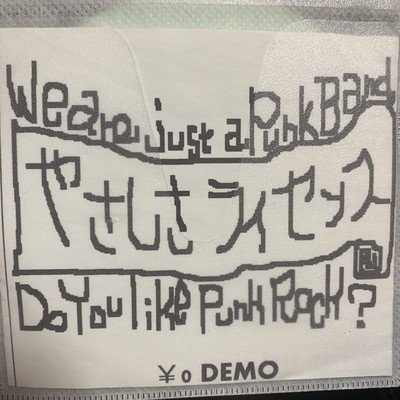 We are just a Punk Band
やさしきライセンス
Do You like Punk Rock?
¥0 DEMO